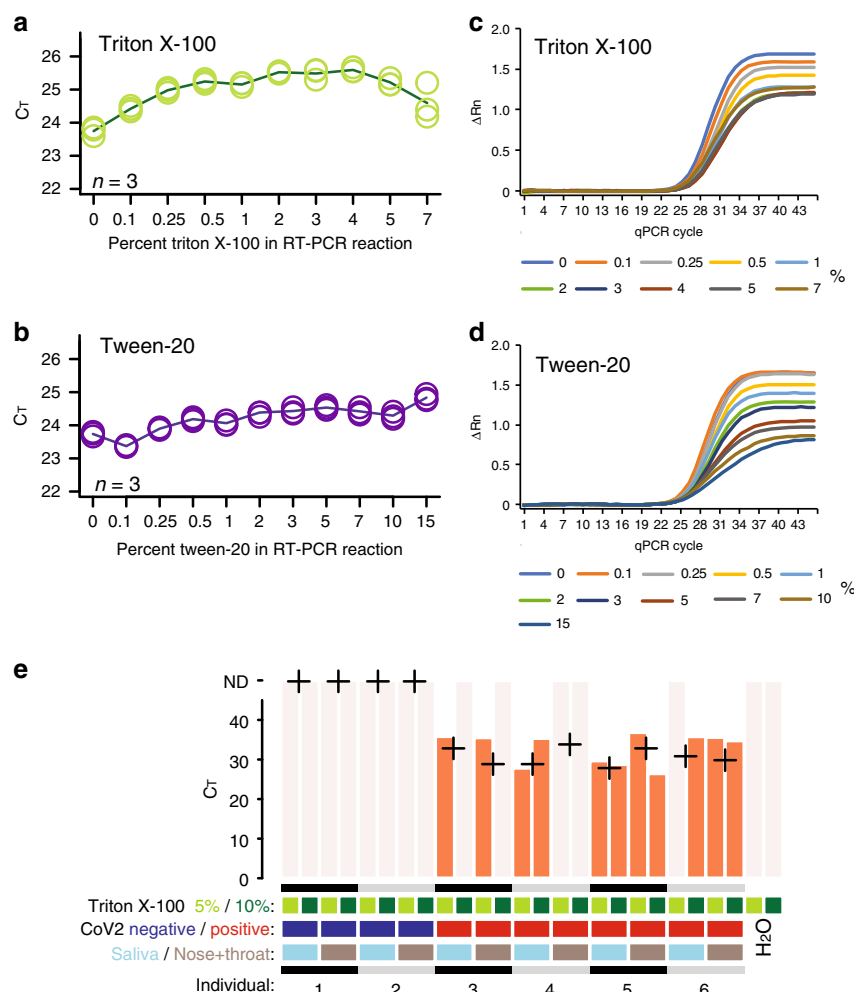 a
Triton X-100
26
25
24
23
22
CT
n = 3
0 0.1 0.25 0.5 1 2 3 4 5 7
Percent triton X-100 in RT-PCR reaction
c
Triton X-100
2.0
1.5
1.0
0.5
0
Δ Rn
1 4 7 10 13 16 19 22 25 28 31 34 37 40 43
qPCR cycle
0 0.1 0.25 0.5 1
2 3 4 5 7
%
b
Tween-20
26
25
24
23
22
CT
n = 3
0 0.1 0.25 0.5 1 2 3 5 7 10 15
Percent tween-20 in RT-PCR reaction
d
Tween-20
2.0
1.5
1.0
0.5
0
Δ Rn
1 4 7 10 13 16 19 22 25 28 31 34 37 40 43
qPCR cycle
0 0.1 0.25 0.5 1
2 3 5 7 10
15
%
e
ND
40
30
20
10
0
CT
Triton X-100 5% / 10%:
CoV2 negative / positive:
Saliva / Nose+throat:
H2O
Individual: 1 2 3 4 5 6